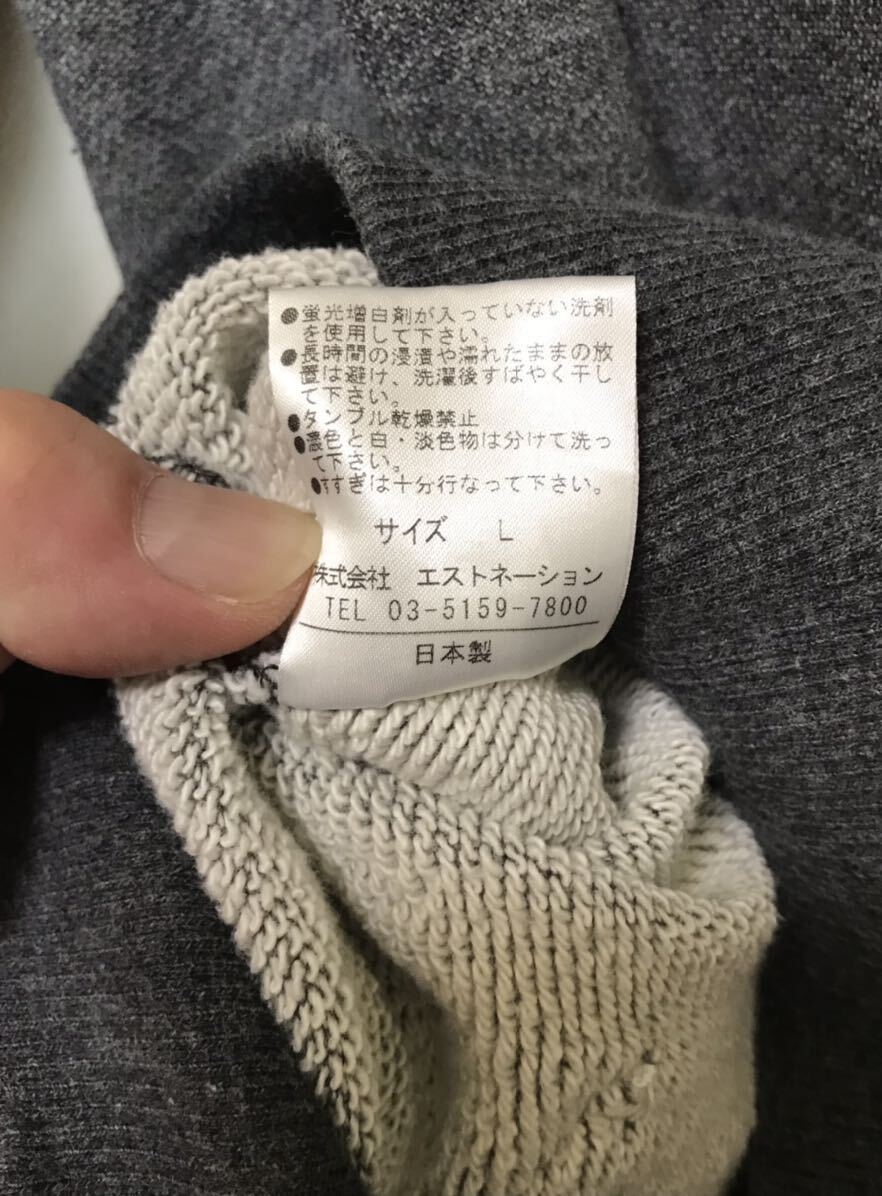 ●蛍光増白剤が入っていない洗剤
を使用して下さい。
●長時間の浸漬や濡れたままの放
置は避け、洗濯後すばやく干し
て下さい。
●タンブル乾燥禁止
●濃色と白・淡色物は分けて洗っ
て下さい。
●すすぎは十分行なって下さい。
サイズ L
株式会社 エストネーション
TEL 03-5159-7800
日本製